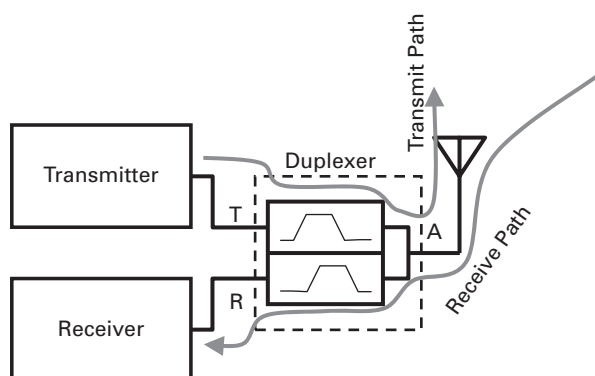 Transmit Path
Transmitter
Duplexer
T
A
R
Receive Path
Receiver